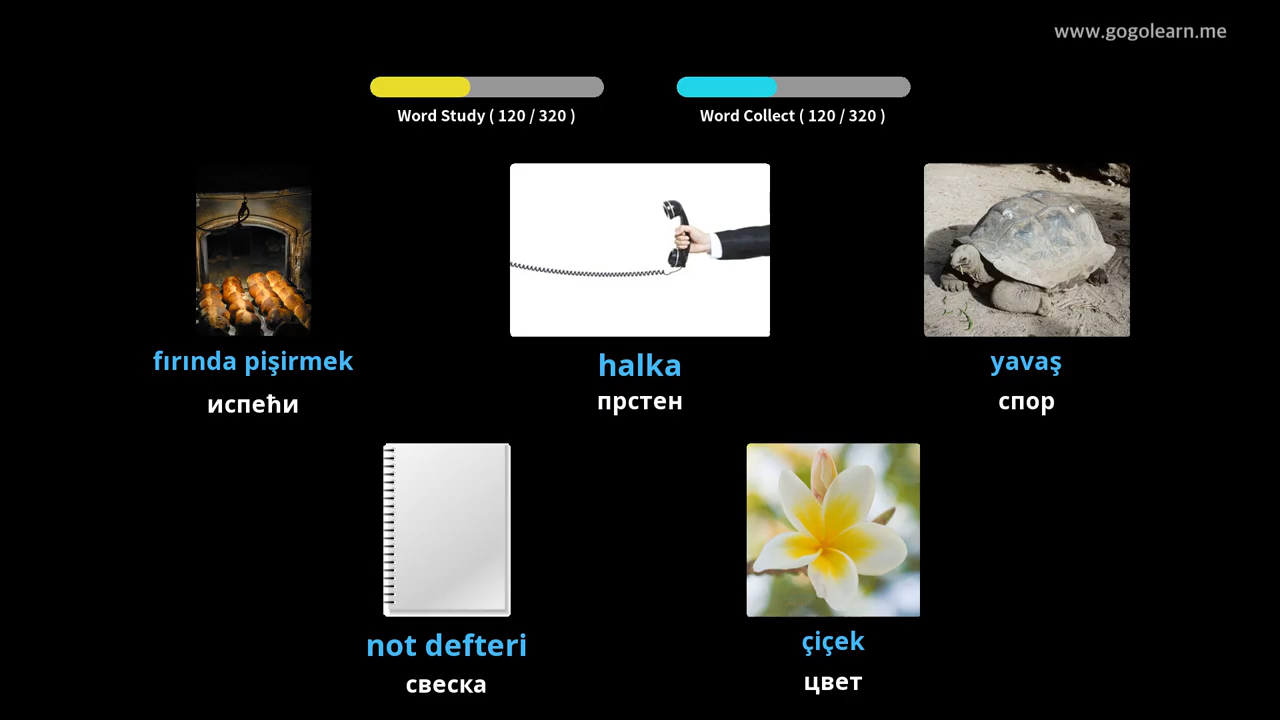 www.gogolearn.me
Word Study ( 120 / 320 )
Word Collect ( 120 / 320 )
fırında pişirmek
испећи
halka
прстен
yavaş
спор
not defteri
свеска
çiçek
цвет